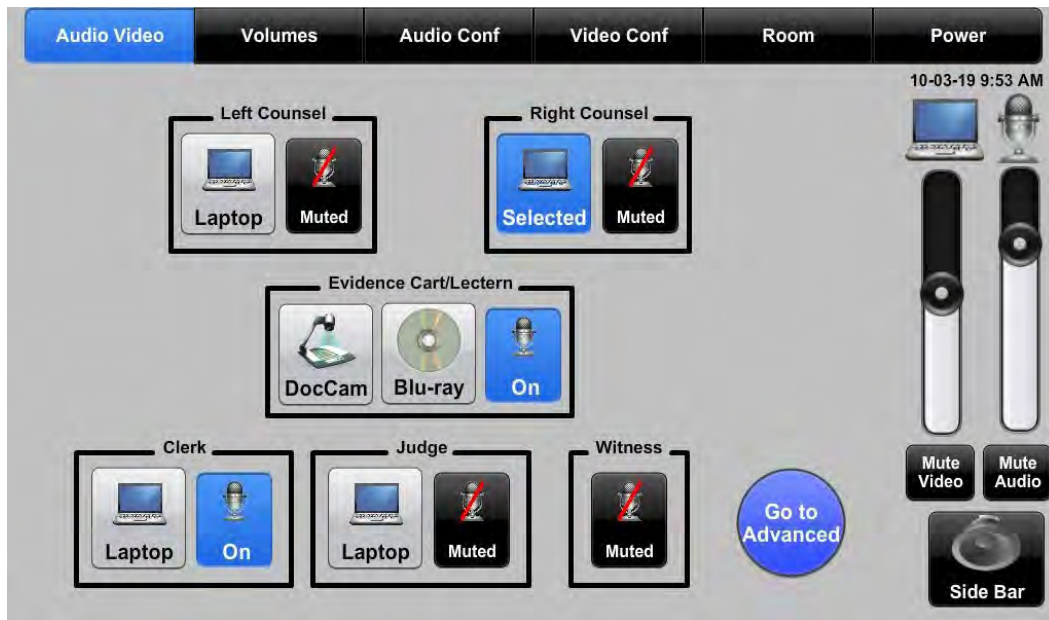 Audio Video
Volumes
Audio Conf
Video Conf
Room
Power
10-03-19 9:53 AM
Left Counsel
Laptop
Muted
Right Counsel
Selected
Muted
Evidence Cart/Lectern
DocCam
Blu-ray
On
Clerk
Laptop
On
Judge
Laptop
Muted
Witness
Muted
Go to
Advanced
Mute
Video
Mute
Audio
Side Bar